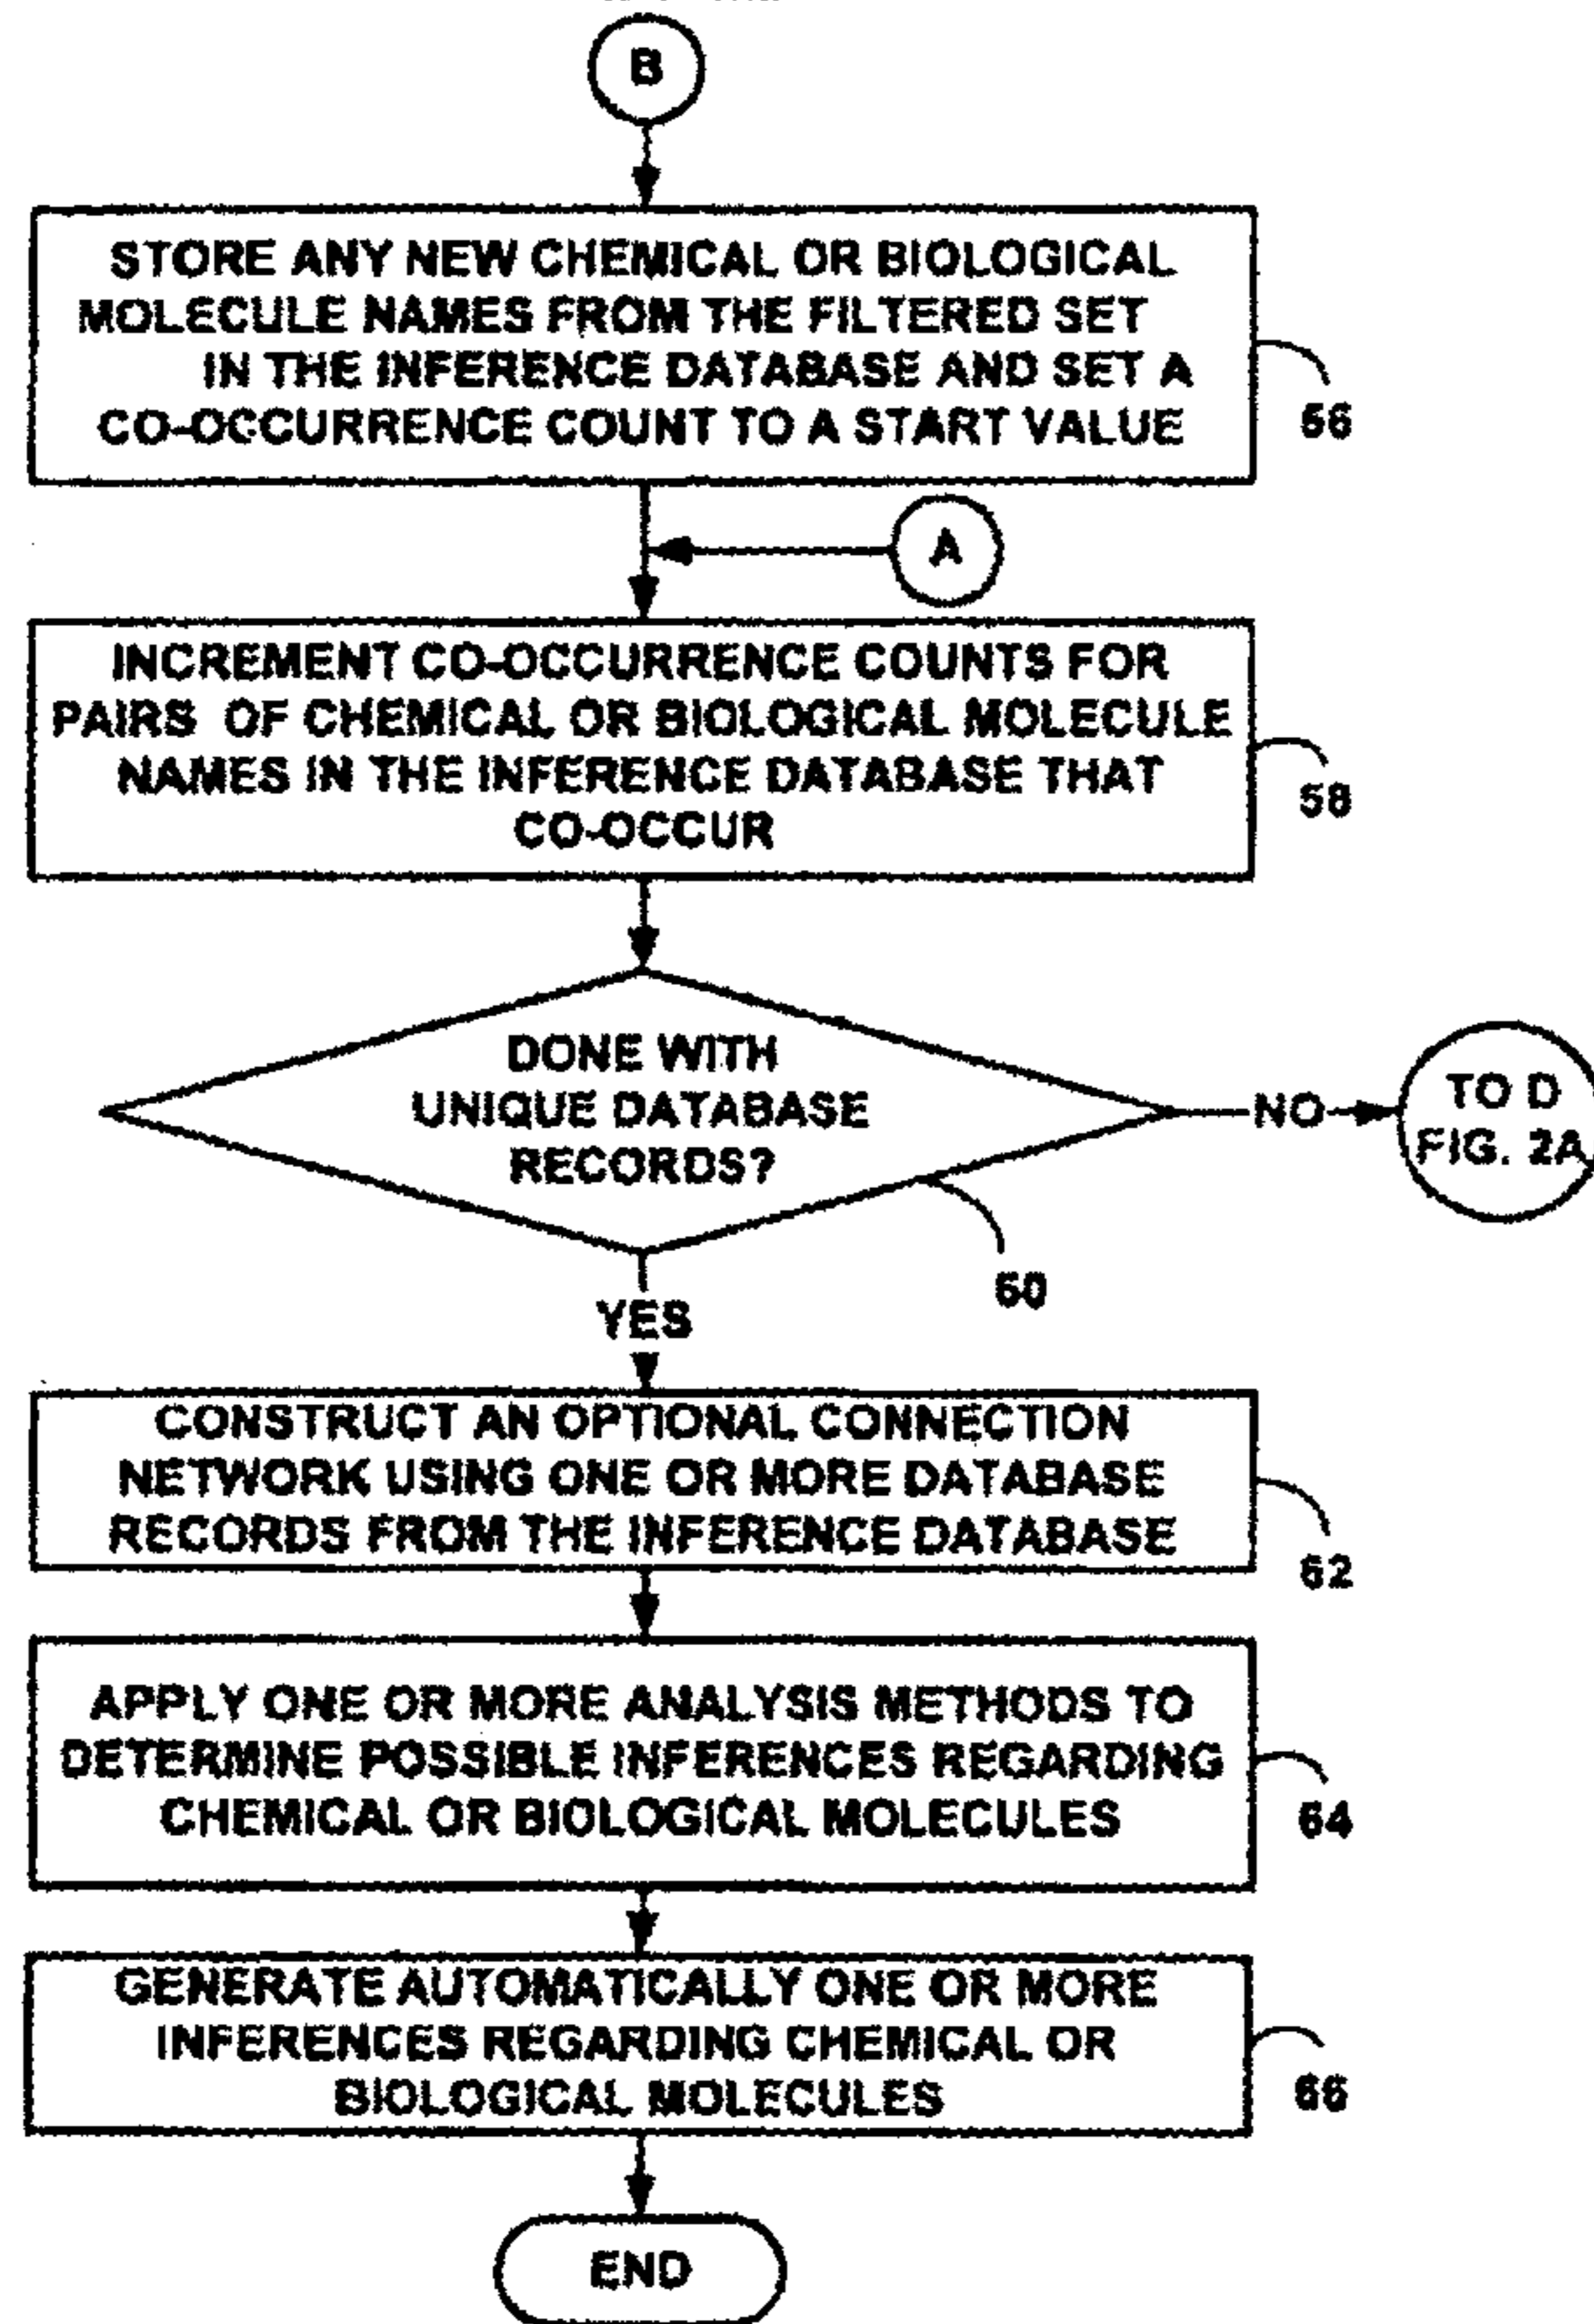 B
STORE ANY NEW CHEMICAL OR BIOLOGICAL
MOLECULE NAMES FROM THE FILTERED SET
IN THE INFERENCE DATABASE AND SET A
CO-OCCURRENCE COUNT TO A START VALUE
56
A
INCREMENT CO-OCCURRENCE COUNTS FOR
PAIRS OF CHEMICAL OR BIOLOGICAL MOLECULE
NAMES IN THE INFERENCE DATABASE THAT
CO-OCCUR
58
DONE WITH
UNIQUE DATABASE
RECORDS?
NO
TO D
FIG. 2A
60
YES
CONSTRUCT AN OPTIONAL CONNECTION
NETWORK USING ONE OR MORE DATABASE
RECORDS FROM THE INFERENCE DATABASE
62
APPLY ONE OR MORE ANALYSIS METHODS TO
DETERMINE POSSIBLE INFERENCES REGARDING
CHEMICAL OR BIOLOGICAL MOLECULES
64
GENERATE AUTOMATICALLY ONE OR MORE
INFERENCES REGARDING CHEMICAL OR
BIOLOGICAL MOLECULES
66
END